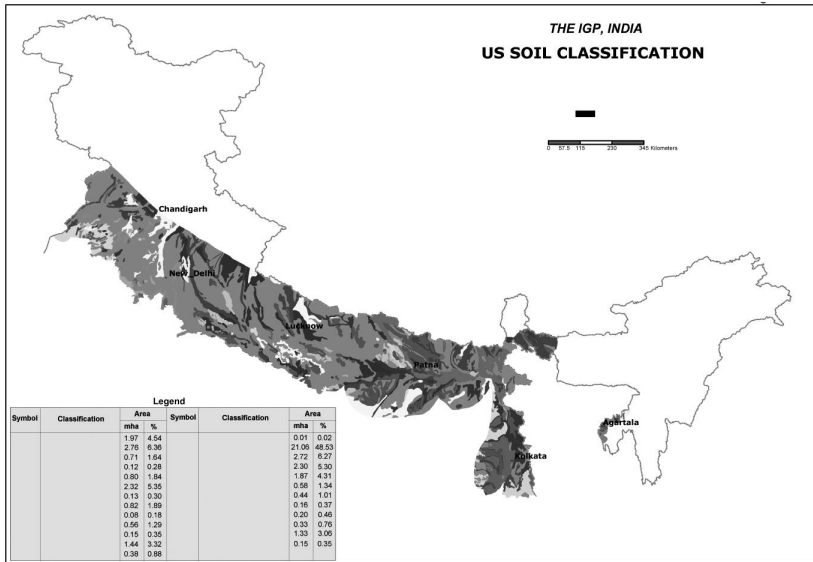 THE IGP, INDIA
US SOIL CLASSIFICATION
0 57.5 115 230 345 Kilometers
Chandigarh
New Delhi
Lucknow
Patna
Agartala
Kolkata
Legend
Symbol Classification Area Symbol Classification Area
mha % mha %
1.97 4.54 0.01 0.02
2.76 6.36 21.06 48.53
0.71 1.64 2.72 6.27
0.12 0.28 2.30 5.30
0.80 1.84 1.87 4.31
2.32 5.35 0.58 1.34
0.13 0.30 0.44 1.01
0.82 1.89 0.16 0.37
0.08 0.18 0.20 0.46
0.56 1.29 0.33 0.76
0.15 0.35 1.33 3.06
1.44 3.32 0.15 0.35
0.38 0.88